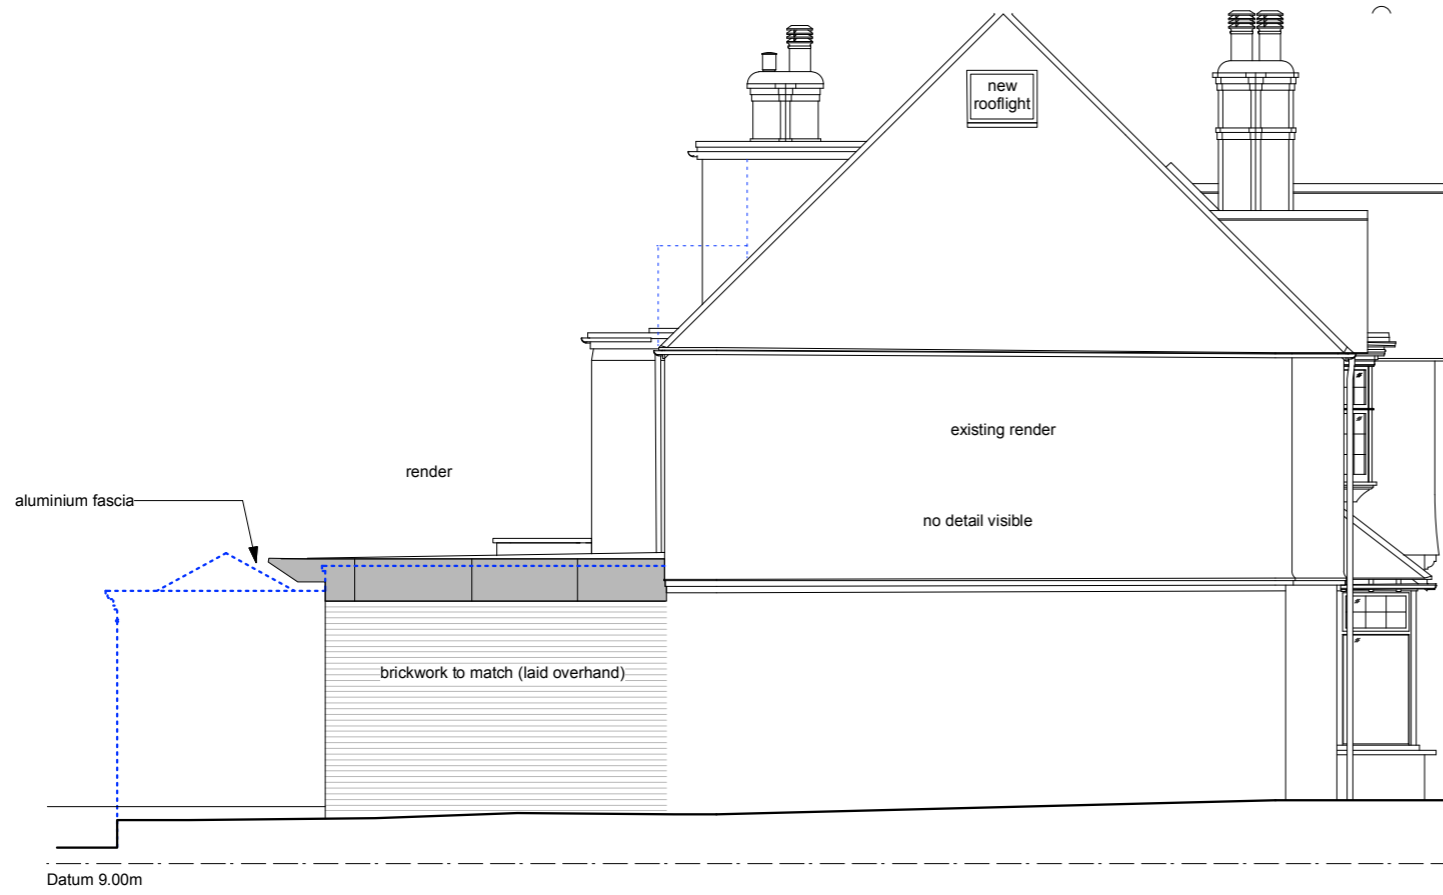 new
rooflight
existing render
render
aluminium fascia
no detail visible
brickwork to match (laid overhand)
Datum 9.00m